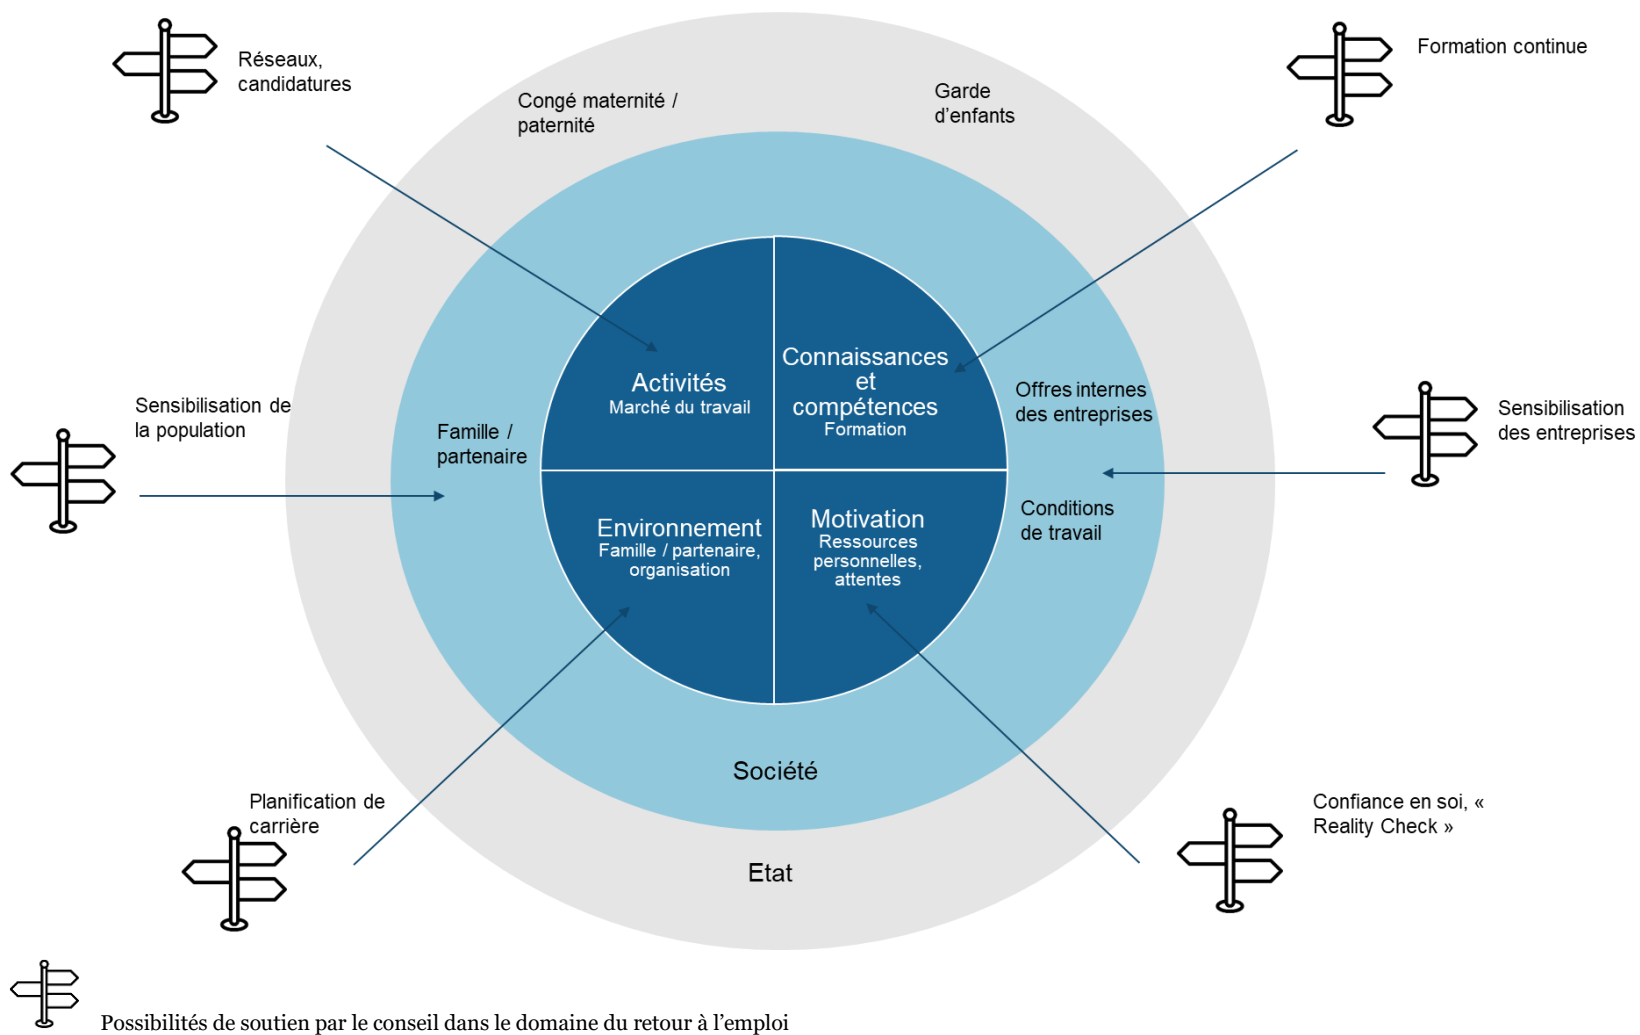 Réseaux,
candidatures
Formation continue
Congé maternité /
paternité
Garde
d'enfants
Sensibilisation de
la population
Activités
Marché du travail
Connaissances
et
compétences
Formation
Offres internes
des entreprises
Sensibilisation
des entreprises
Famille /
partenaire
Environnement
Famille / partenaire,
organisation
Motivation
Ressources
personnelles,
attentes
Conditions
de travail
Société
Planification de
carrière
Confiance en soi, «
Reality Check »
Etat
Possibilités de soutien par le conseil dans le domaine du retour à l’emploi